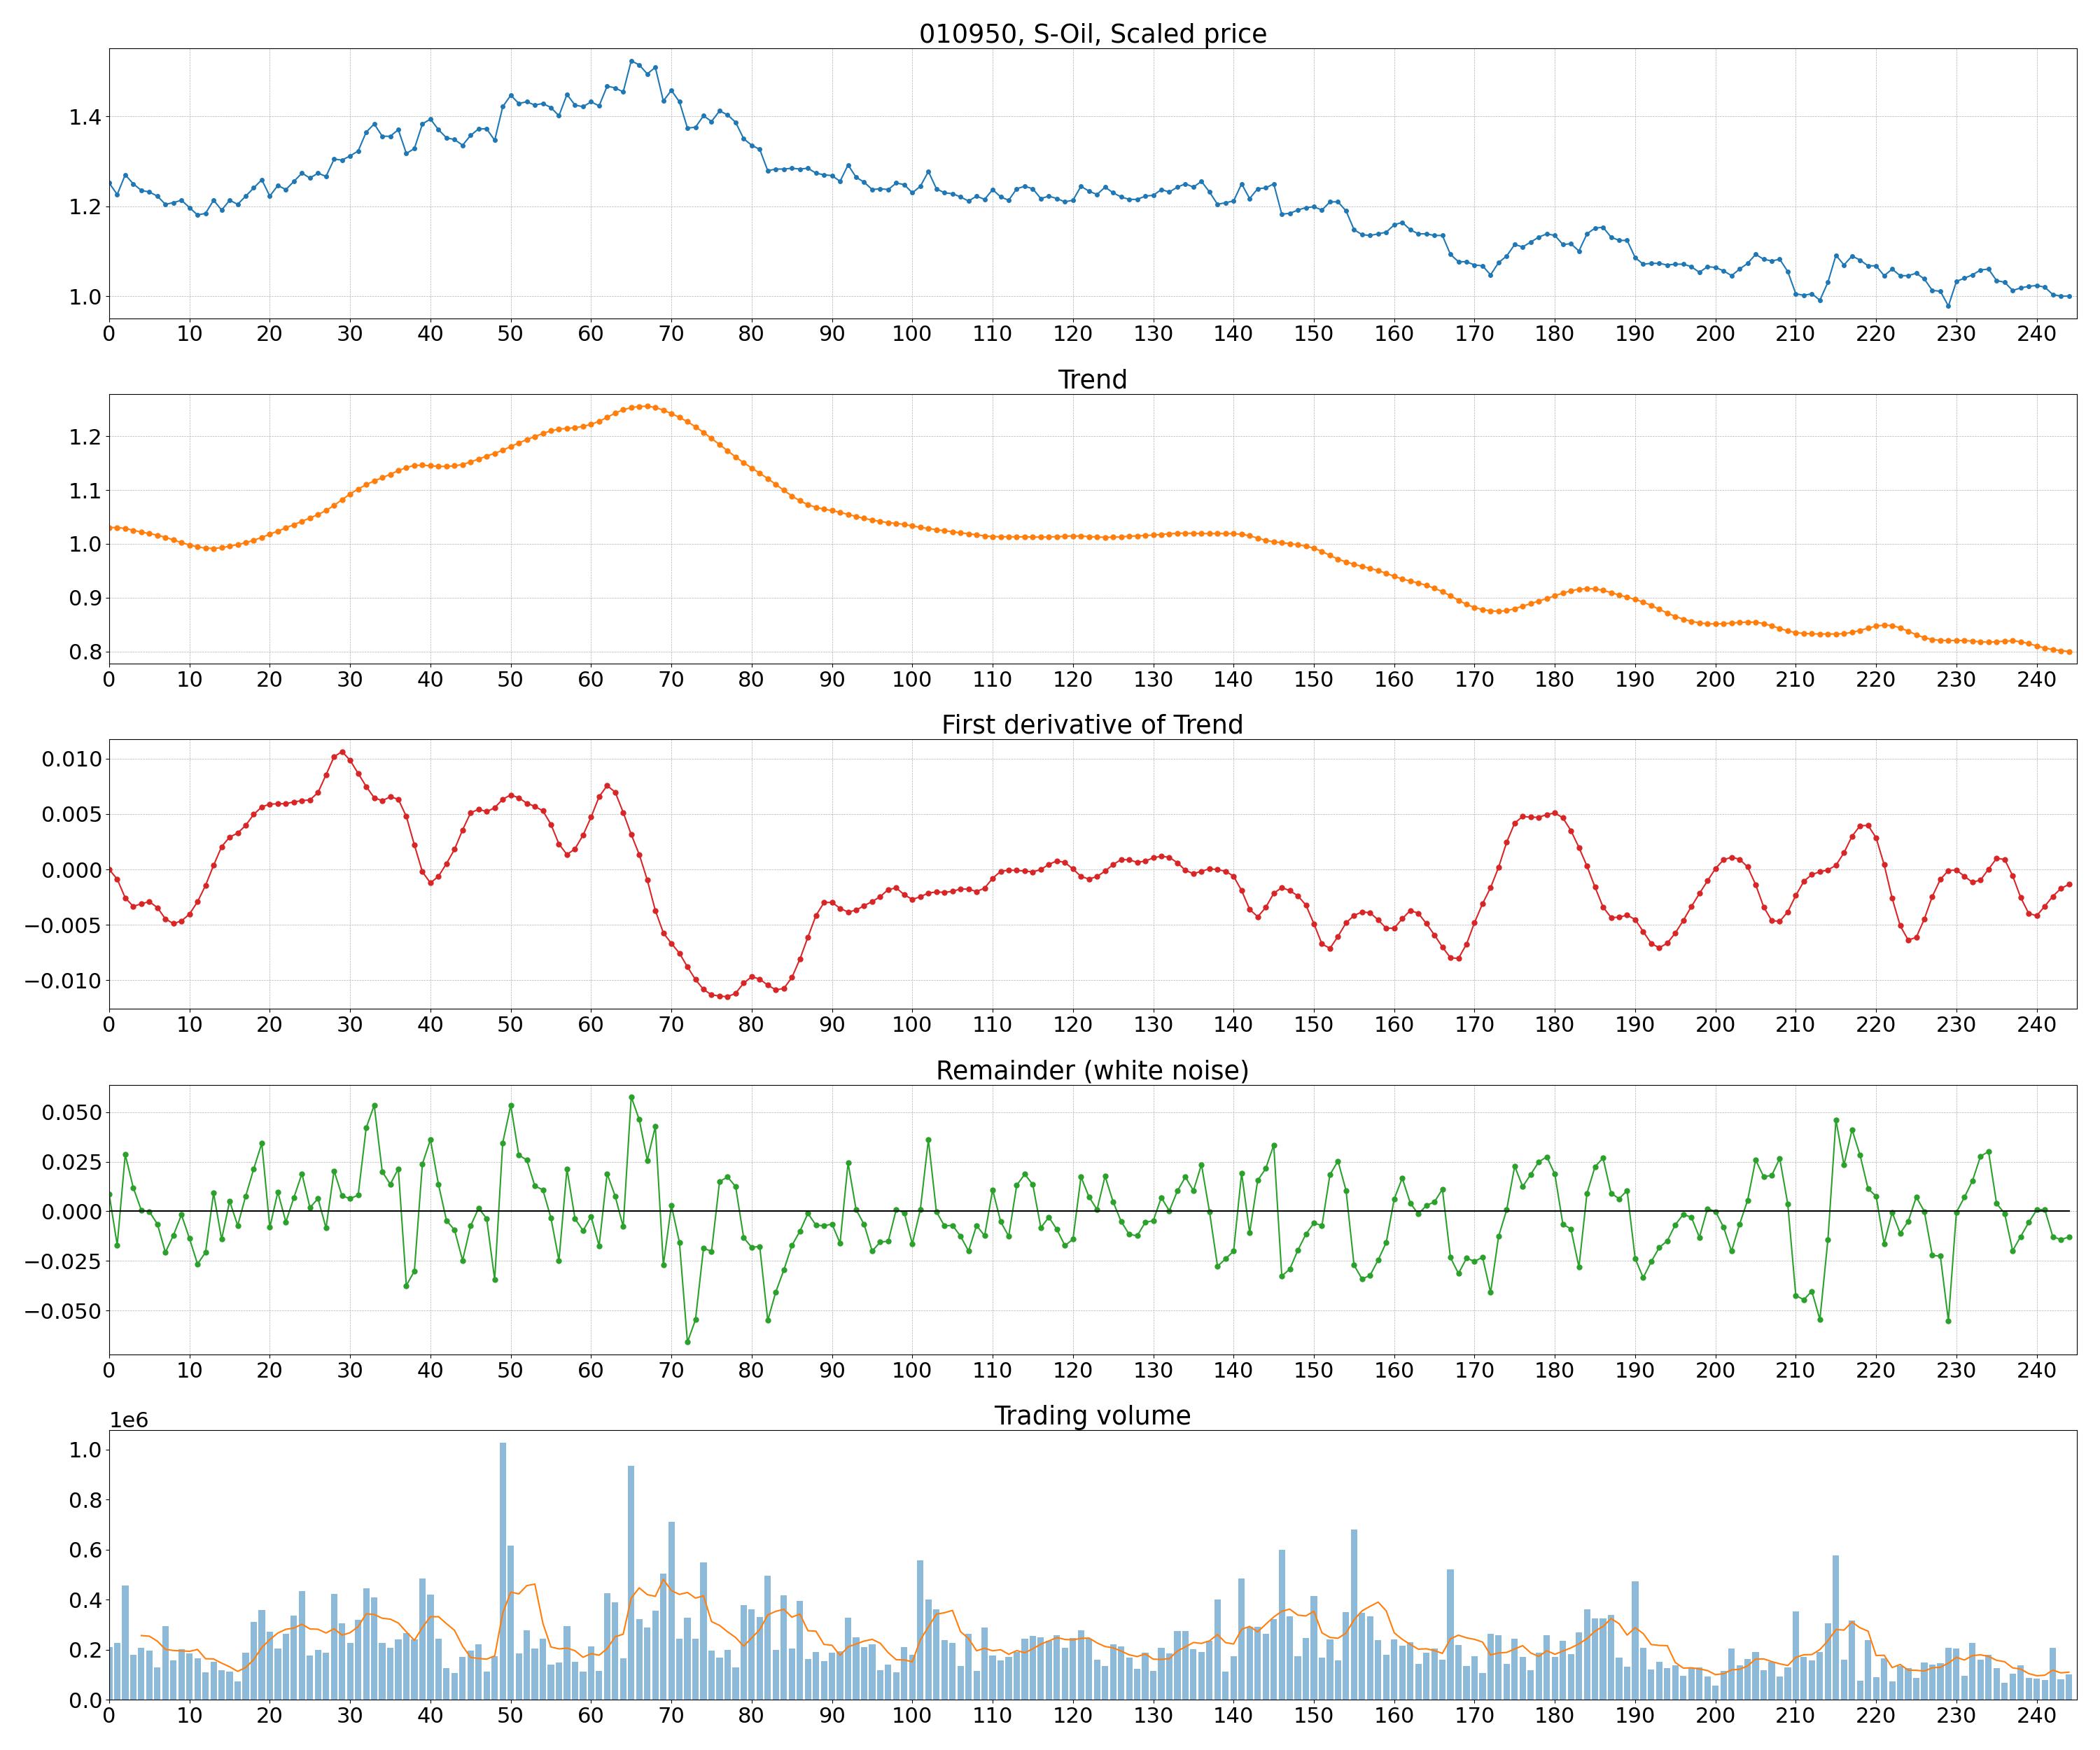 010950, S-Oil, Scaled price
1.4
1.2
1.0
0 10 20 30 40 50 60 70 80 90 100 110 120 130 140 150 160 170 180 190 200 210 220 230 240
Trend
1.2
1.1
1.0
0.9
0.8
0 10 20 30 40 50 60 70 80 90 100 110 120 130 140 150 160 170 180 190 200 210 220 230 240
First derivative of Trend
0.010
0.005
0.000
−0.005
−0.010
0 10 20 30 40 50 60 70 80 90 100 110 120 130 140 150 160 170 180 190 200 210 220 230 240
Remainder (white noise)
0.050
0.025
0.000
−0.025
−0.050
0 10 20 30 40 50 60 70 80 90 100 110 120 130 140 150 160 170 180 190 200 210 220 230 240
Trading volume
1e6
1.0
0.8
0.6
0.4
0.2
0.0
0 10 20 30 40 50 60 70 80 90 100 110 120 130 140 150 160 170 180 190 200 210 220 230 240